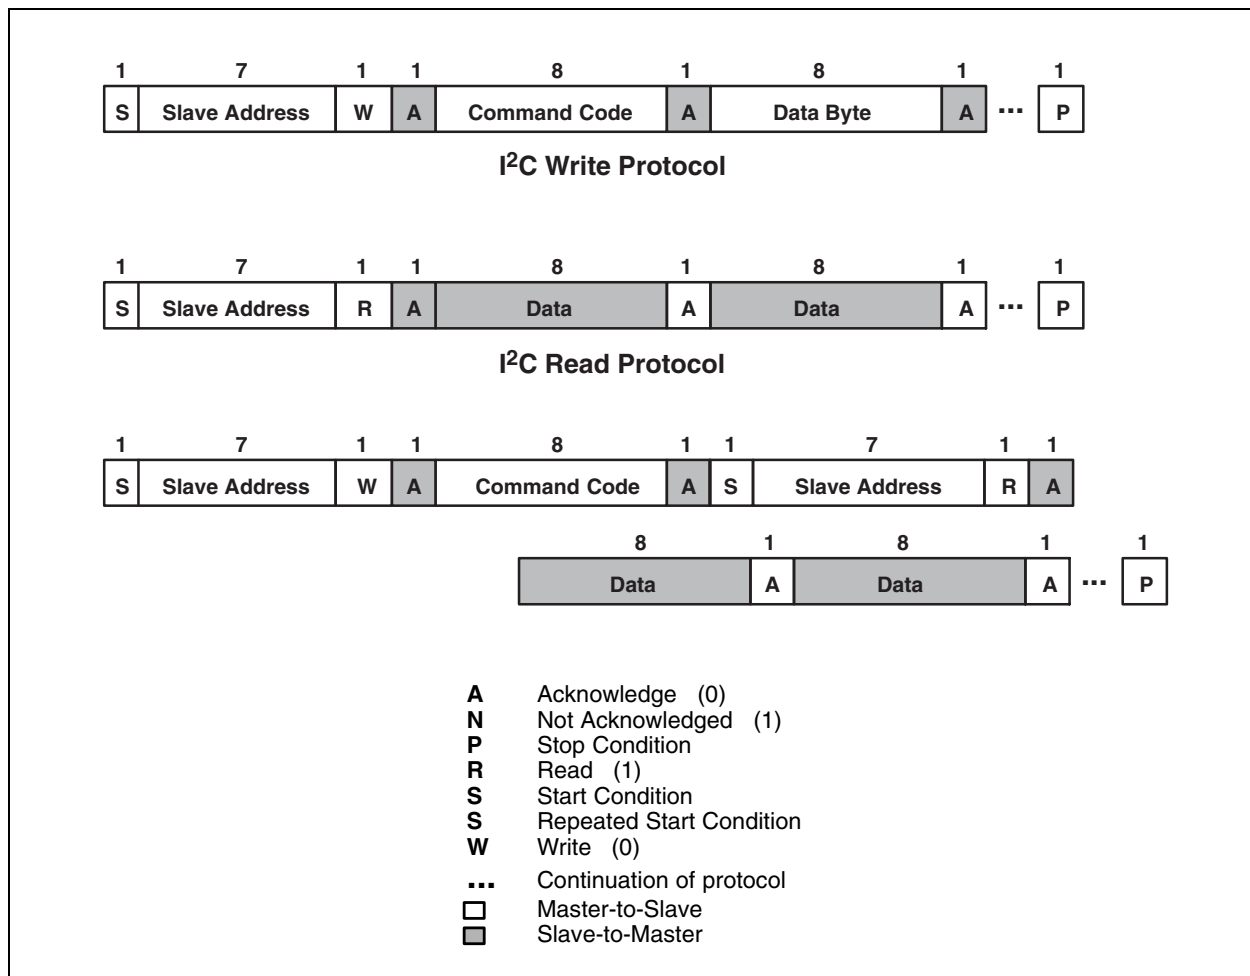 1 7 1 1 8 1 8 1 1
S Slave Address W A Command Code A Data Byte A ... P
I2C Write Protocol
1 7 1 1 8 1 8 1 1
S Slave Address R A Data A Data A ... P
I2C Read Protocol
1 7 1 1 8 1 1 7 1 1
S Slave Address W A Command Code A S Slave Address R A
8 1 8 1 1
Data A Data A ... P
A Acknowledge (0)
N Not Acknowledged (1)
P Stop Condition
R Read (1)
S Start Condition
S Repeated Start Condition
W Write (0)
... Continuation of protocol
Master-to-Slave
Slave-to-Master